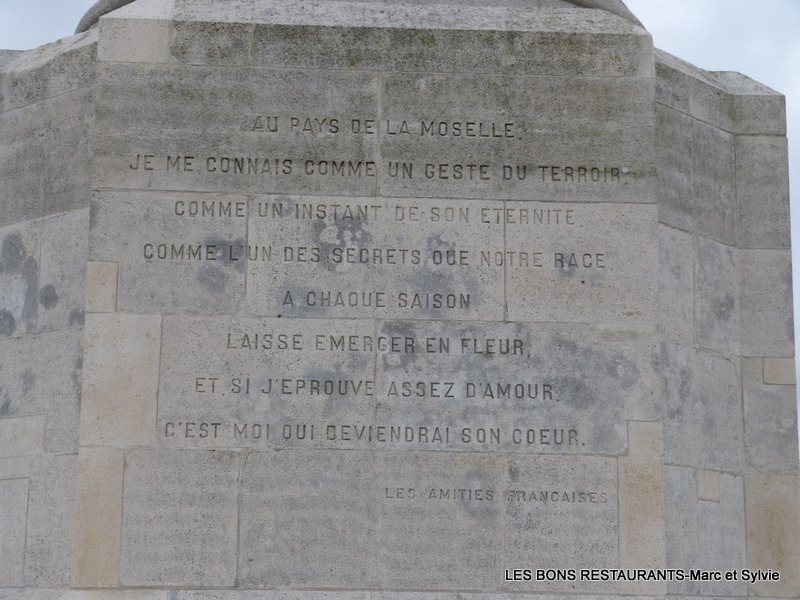 AU PAYS DE LA MOSELLE.
JE ME CONNAIS COMME UN GESTE DU TERROIR,
COMME UN INSTANT DE SON ETERNITE
COMME L'UN DES SECRETS QUE NOTRE RACE
A CHAQUE SAISON
LAISSE EMERGER EN FLEUR,
ET, SI J'EPROUVE ASSEZ D'AMOUR,
C'EST MOI QUI DEVIENDRAI SON COEUR.
LES AMITIES FRANCAISES
LES BONS RESTAURANTS-Marc et Sylvie